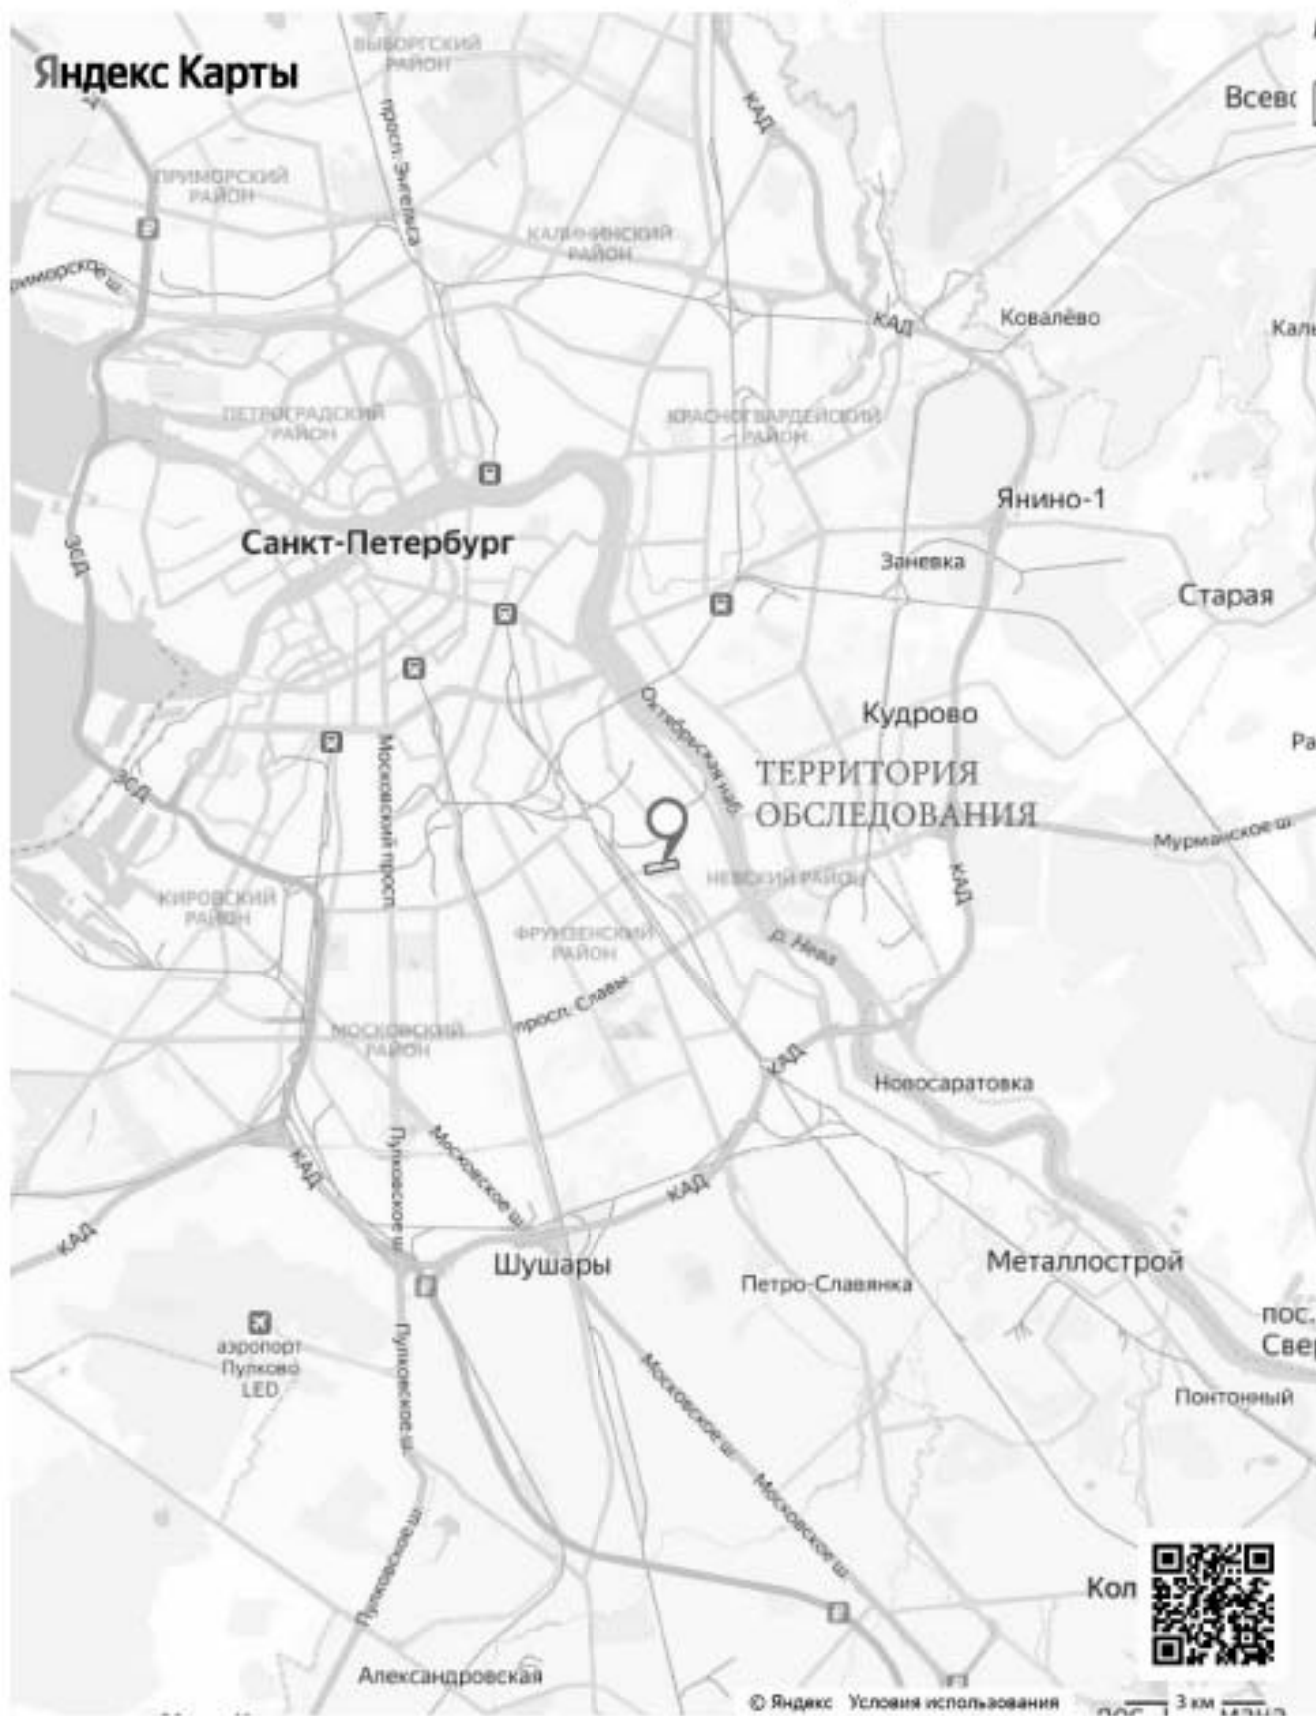 Яндекс Карты
ВЫБОРГСКИЙ
РАЙОН
КАД
просп. Энгельса
ПРИМОРСКИЙ
РАЙОН
КАЛИНИНСКИЙ
РАЙОН
КАД
Ковалёво
ПЕТРОГРАДСКИЙ
РАЙОН
КРАСНОГВАРДЕЙСКИЙ
РАЙОН
Янино-1
Санкт-Петербург
ЗСД
Заневка
Старая
Октябрьская наб.
Кудрово
Московский просп.
ЗСД
ТЕРРИТОРИЯ
ОБСЛЕДОВАНИЯ
Мурманское ш.
НЕВСКИЙ РАЙОН
КАД
КИРОВСКИЙ
РАЙОН
ФРУНЗЕНСКИЙ
РАЙОН
р. Нева
просп. Славы
МОСКОВСКИЙ
РАЙОН
КАД
Новосаратовка
Пулковское ш.
Московское ш.
КАД
КАД
КАД
Шушары
Петро-Славянка
Металлострой
аэропорт
Пулково
LED
пос.
Пулковское ш.
Московское ш.
Понтонный
Московское ш.
Пулковское ш.
Кол
Александровская
© Яндекс Условия использования
3 км